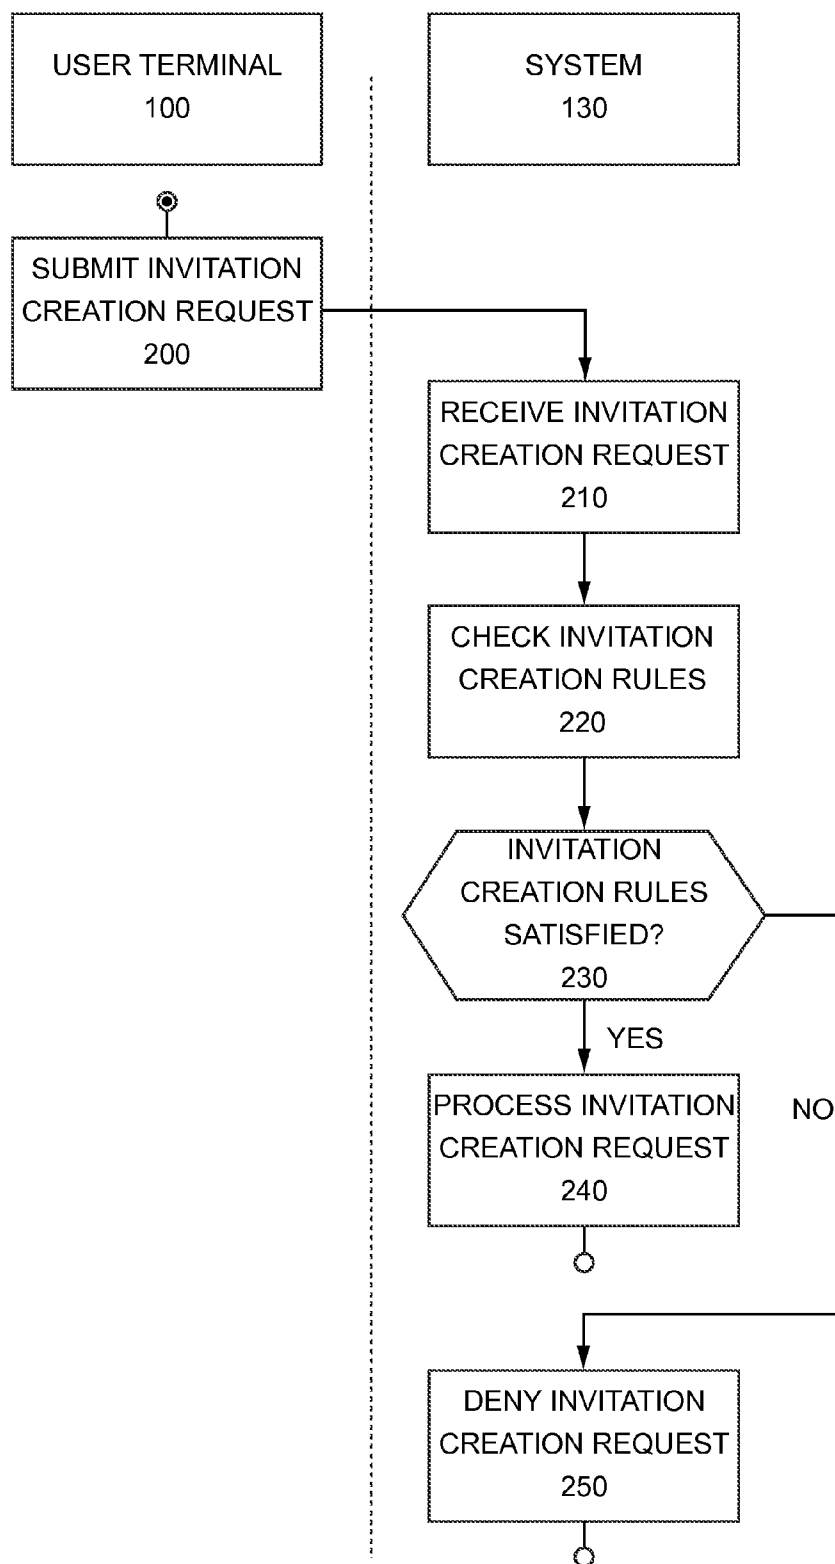 USER TERMINAL
100
SYSTEM
130
SUBMIT INVITATION
CREATION REQUEST
200
RECEIVE INVITATION
CREATION REQUEST
210
CHECK INVITATION
CREATION RULES
220
INVITATION
CREATION RULES
SATISFIED?
230
YES
PROCESS INVITATION
CREATION REQUEST
240
NO
DENY INVITATION
CREATION REQUEST
250